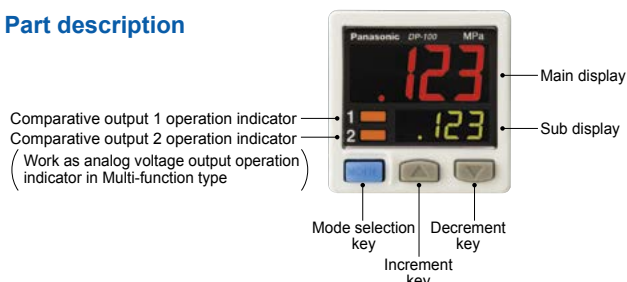 Part description
Panasonic DP-100 MPa
.123
Main display
Comparative output 1 operation indicator
1
.123
Sub display
Comparative output 2 operation indicator
2
Work as analog voltage output operation
indicator in Multi-function type
MODE
Mode selection
key
Decrement
key
Increment
key